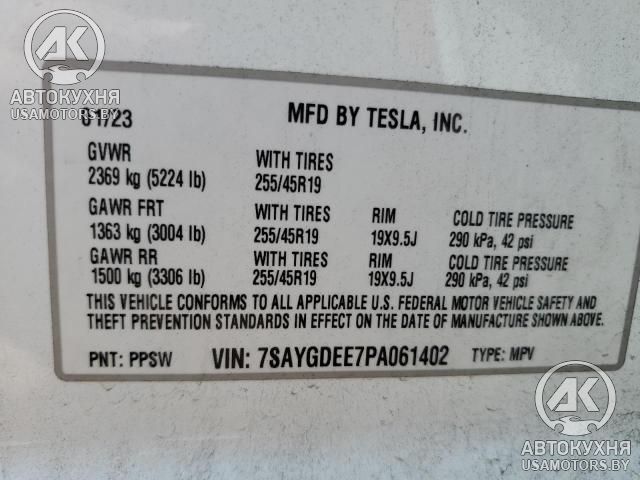 АК
АВТОКУХНЯ
USAMOTORS.BY
01/23 MFD BY TESLA, INC.
GVWR WITH TIRES
2369 kg (5224 lb) 255/45R19
GAWR FRT WITH TIRES RIM COLD TIRE PRESSURE
1363 kg (3004 lb) 255/45R19 19X9.5J 290 kPa, 42 psi
GAWR RR WITH TIRES RIM COLD TIRE PRESSURE
1500 kg (3306 lb) 255/45R19 19X9.5J 290 kPa, 42 psi
THIS VEHICLE CONFORMS TO ALL APPLICABLE U.S. FEDERAL MOTOR VEHICLE SAFETY AND
THEFT PREVENTION STANDARDS IN EFFECT ON THE DATE OF MANUFACTURE SHOWN ABOVE.
PNT: PPSW VIN: 7SAYGDEE7PA061402 TYPE: MPV
АК
АВТОКУХНЯ
USAMOTORS.BY